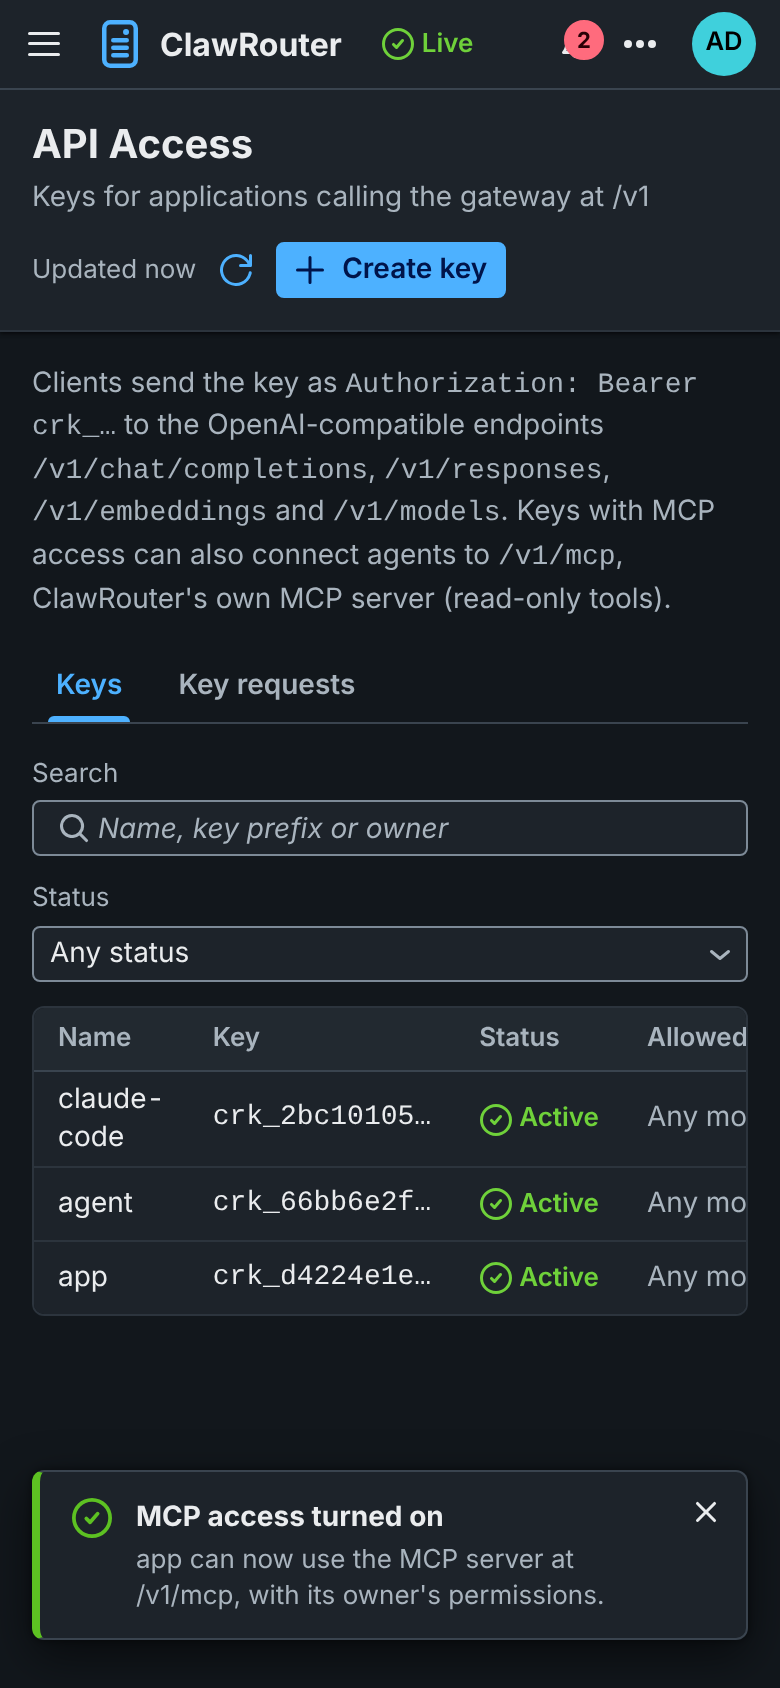 ClawRouter
Live
2
AD
API Access
Keys for applications calling the gateway at /v1
Updated now
Create key
Clients send the key as Authorization: Bearer
crk_… to the OpenAI-compatible endpoints
/v1/chat/completions, /v1/responses,
/v1/embeddings and /v1/models. Keys with MCP
access can also connect agents to /v1/mcp,
ClawRouter's own MCP server (read-only tools).
Keys Key requests
Search
Name, key prefix or owner
Status
Any status
Name Key Status Allowed
claude-
code crk_2bc10105… Active Any mo
agent crk_66bb6e2f… Active Any mo
app crk_d4224e1e… Active Any mo
MCP access turned on
app can now use the MCP server at
/v1/mcp, with its owner's permissions.